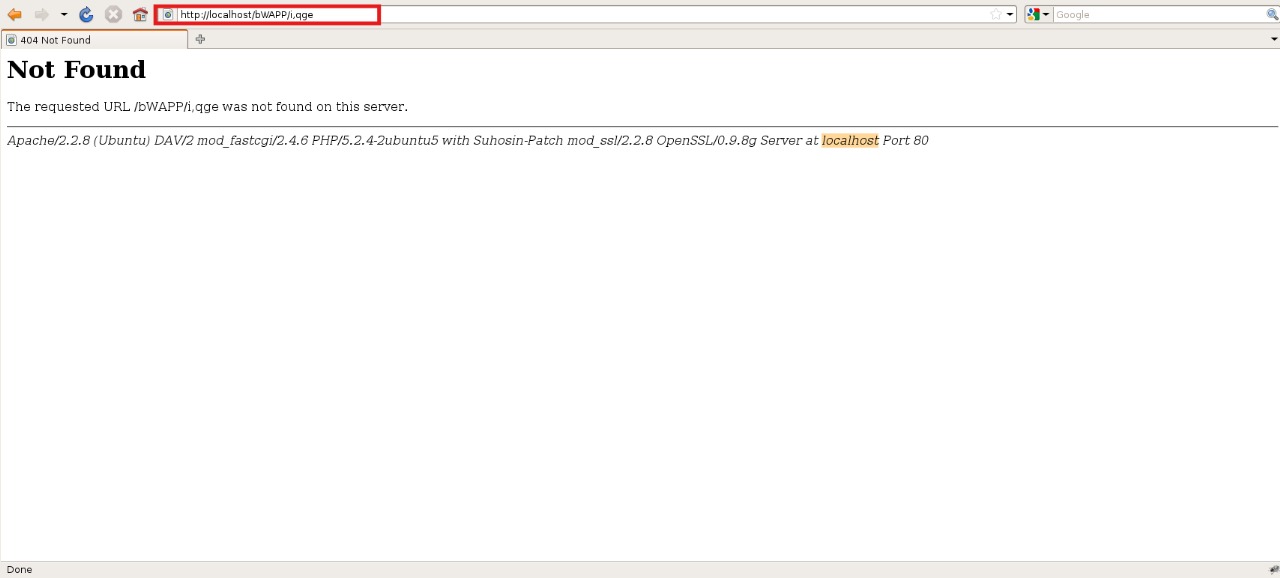 http://localhost/bWAPP/i,qge
Google
404 Not Found
Not Found
The requested URL /bWAPP/i,qge was not found on this server.
Apache/2.2.8 (Ubuntu) DAV/2 mod_fastcgi/2.4.6 PHP/5.2.4-2ubuntu5 with Suhosin-Patch mod_ssl/2.2.8 OpenSSL/0.9.8g Server at localhost Port 80
Done